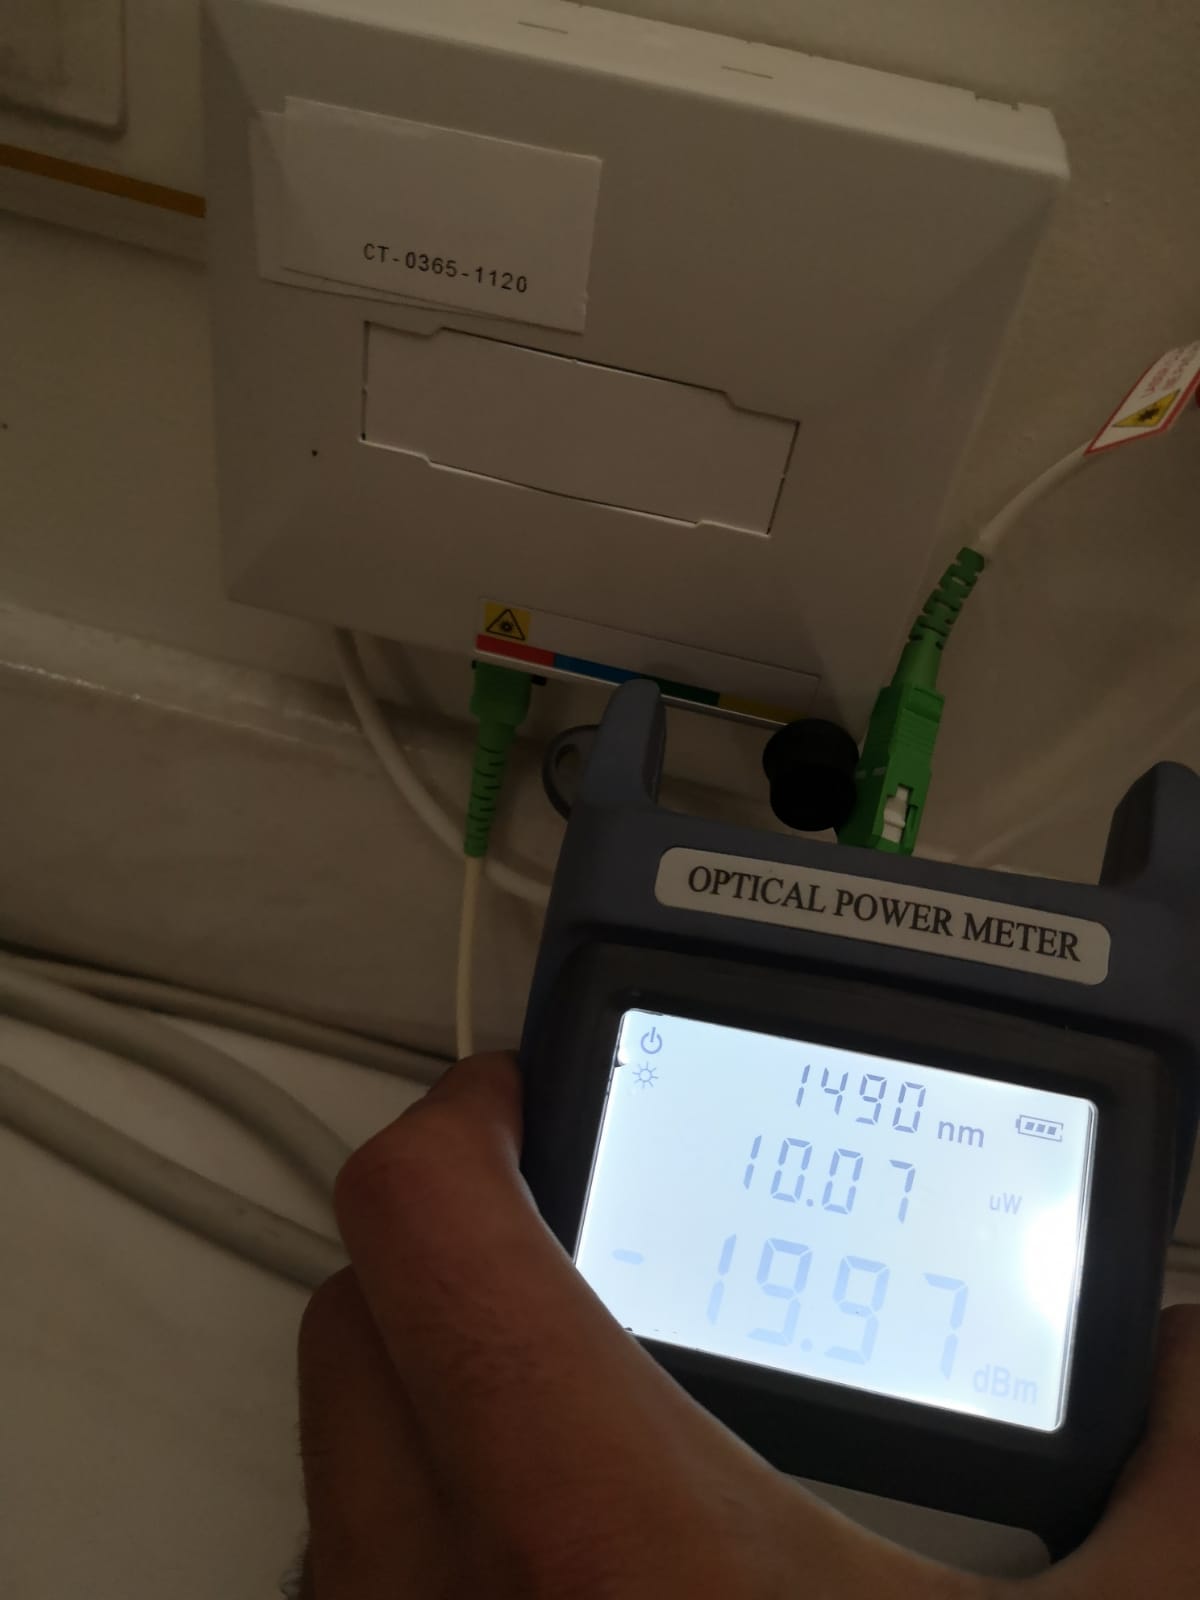 CT-0365-1120
OPTICAL POWER METER
1490 nm
10.07 uW
-19.97 dBm